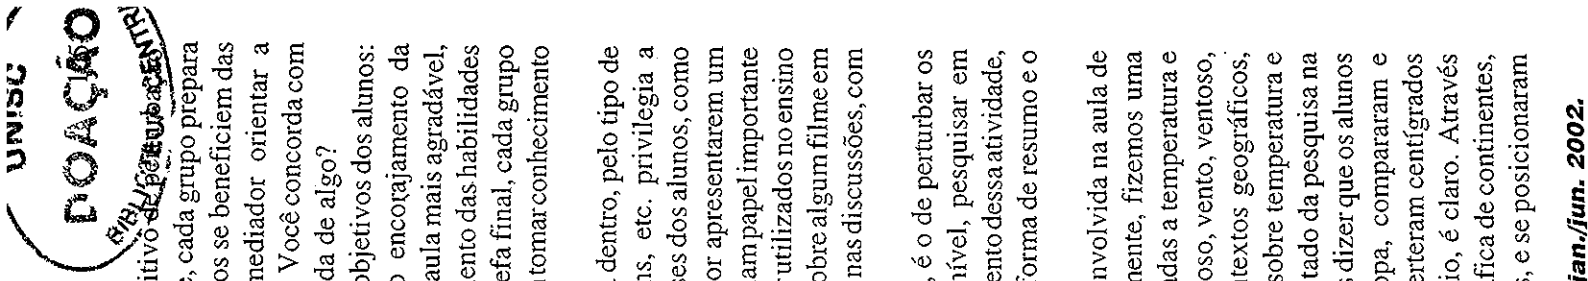 UNISC
DOAÇÃO
BIBLIOTECA CENTR
itivo de perturbação
e, cada grupo prepara
os se beneficiem das
nediador orientar a
Você concorda com
da de algo?
objetivos dos alunos:
o encorajamento da
aula mais agradável,
ento das habilidades
efa final, cada grupo
tomar conhecimento
dentro, pelo tipo de
ns, etc. privilegia a
ses dos alunos, como
or apresentarem um
am papel importante
utilizados no ensino
obre algum filme em
nas discussões, com
, é o de perturbar os
nível, pesquisar em
ento dessa atividade,
forma de resumo e o
nvolvida na aula de
mente, fizemos uma
adas a temperatura e
oso, vento, ventoso,
textos geográficos,
sobre temperatura e
tado da pesquisa na
s dizer que os alunos
opa, compararam e
erteram centígrados
io, é claro. Através
fica de continentes,
s, e se posicionaram
jan./jun. 2002.